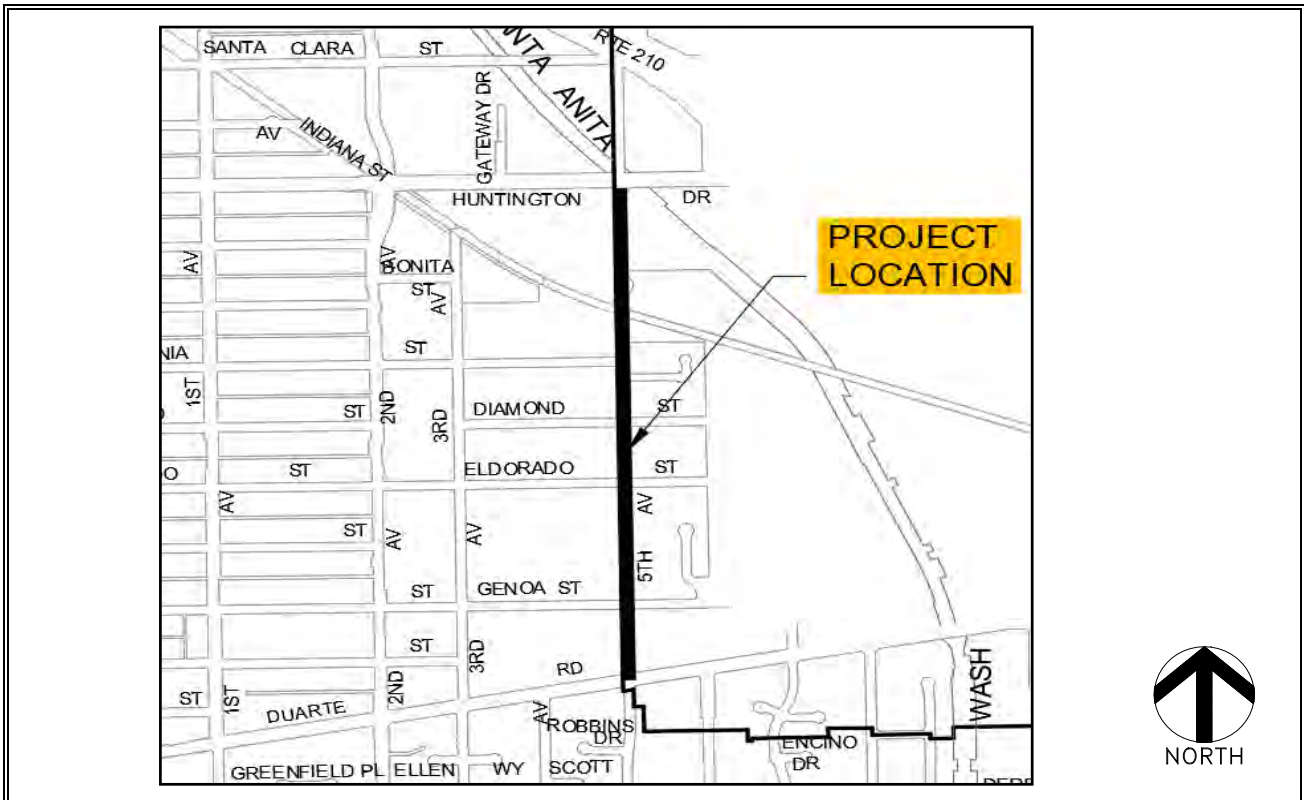 SANTA CLARA ST
NTA ANITA
RTE 210
GATEWAY DR
AV
INDIANA ST
HUNTINGTON DR
PROJECT
LOCATION
AV
AV
BONITA
ST
AV
NIA
ST
1ST
ST
2ND
3RD
DIAMOND ST
O
ST
ELDORADO ST
AV
ST
AV
AV
AV
5TH
ST
GENOA ST
ST
3RD
RD
WASH
ST
1ST
2ND
DUARTE
AV
ROBBINS
DR
ENCINO
DR
GREENFIELD PL
ELLEN WY
SCOTT
NORTH